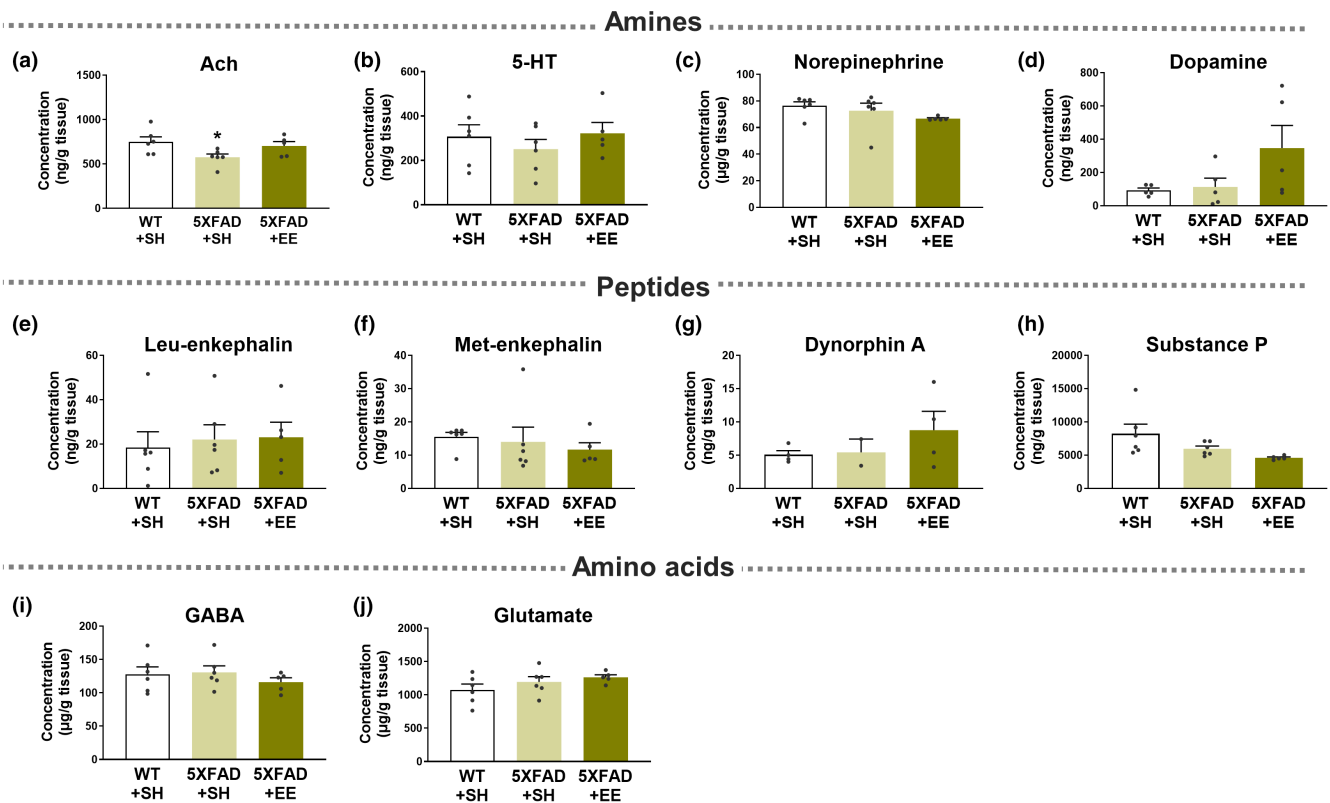 Amines
(a)
Ach
Concentration
(ng/g tissue)
1500
1000
500
0
*
WT
+SH
5XFAD
+SH
5XFAD
+EE
(b)
5-HT
Concentration
(ng/g tissue)
600
400
200
0
WT
+SH
5XFAD
+SH
5XFAD
+EE
(c)
Norepinephrine
Concentration
(µg/g tissue)
100
80
60
40
20
0
WT
+SH
5XFAD
+SH
5XFAD
+EE
(d)
Dopamine
Concentration
(ng/g tissue)
800
600
400
200
0
WT
+SH
5XFAD
+SH
5XFAD
+EE
Peptides
(e)
Leu-enkephalin
Concentration
(ng/g tissue)
60
40
20
0
WT
+SH
5XFAD
+SH
5XFAD
+EE
(f)
Met-enkephalin
Concentration
(ng/g tissue)
40
30
20
10
0
WT
+SH
5XFAD
+SH
5XFAD
+EE
(g)
Dynorphin A
Concentration
(ng/g tissue)
20
15
10
5
0
WT
+SH
5XFAD
+SH
5XFAD
+EE
(h)
Substance P
Concentration
(ng/g tissue)
20000
15000
10000
5000
0
WT
+SH
5XFAD
+SH
5XFAD
+EE
Amino acids
(i)
GABA
Concentration
(µg/g tissue)
200
150
100
50
0
WT
+SH
5XFAD
+SH
5XFAD
+EE
(j)
Glutamate
Concentration
(µg/g tissue)
2000
1500
1000
500
0
WT
+SH
5XFAD
+SH
5XFAD
+EE